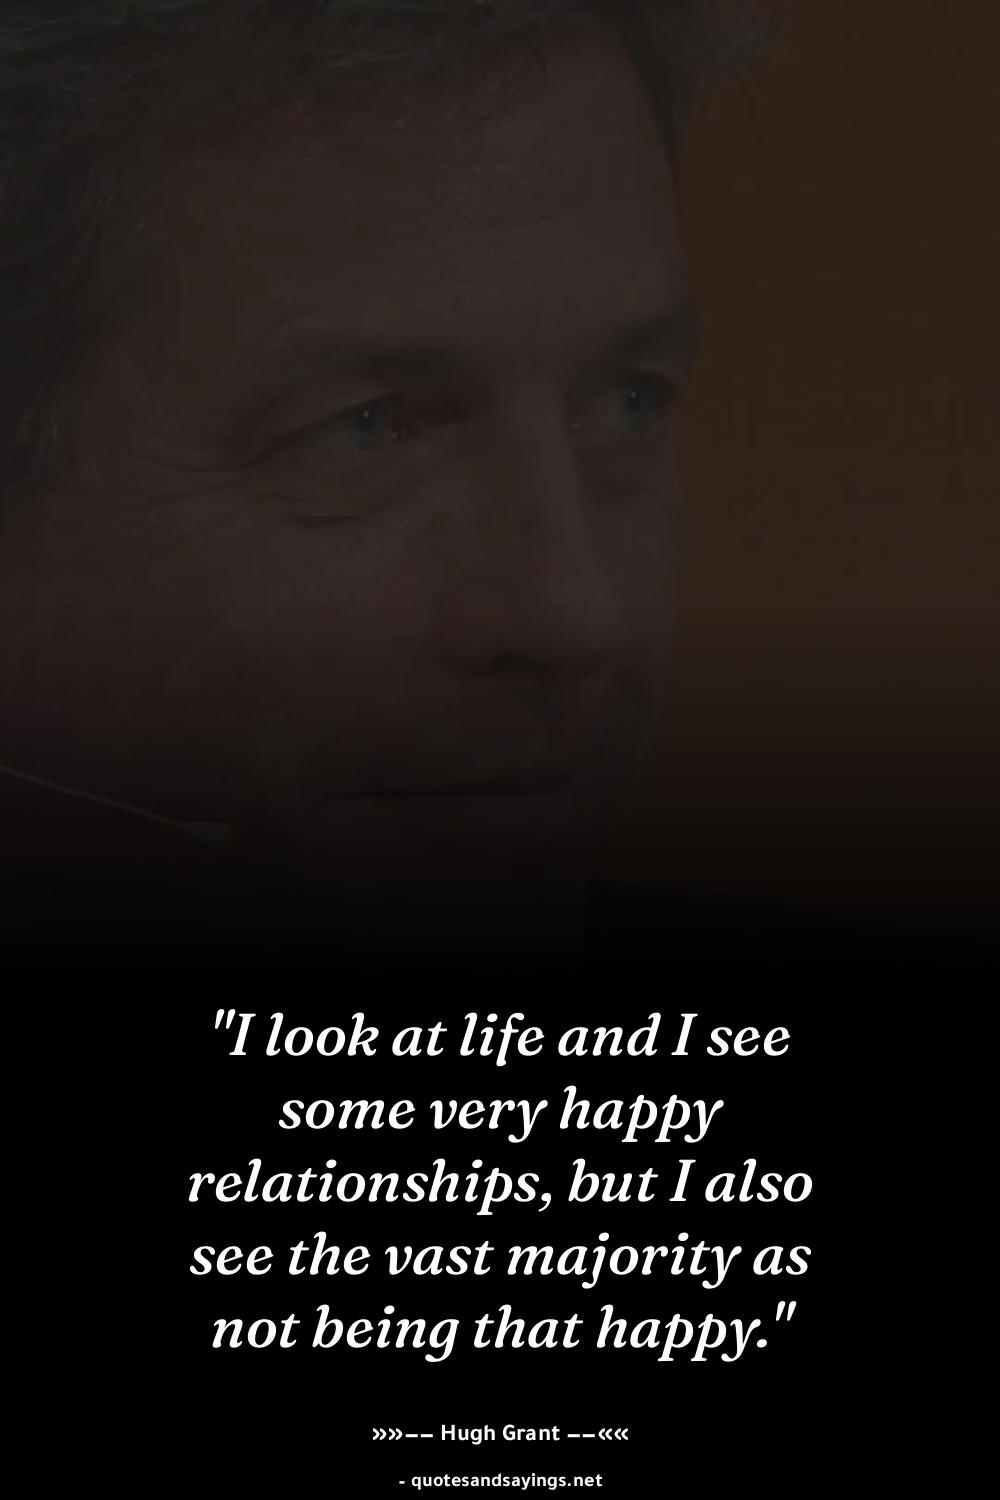 "I look at life and I see
some very happy
relationships, but I also
see the vast majority as
not being that happy."
»»–– Hugh Grant ––««
- quotesandsayings.net